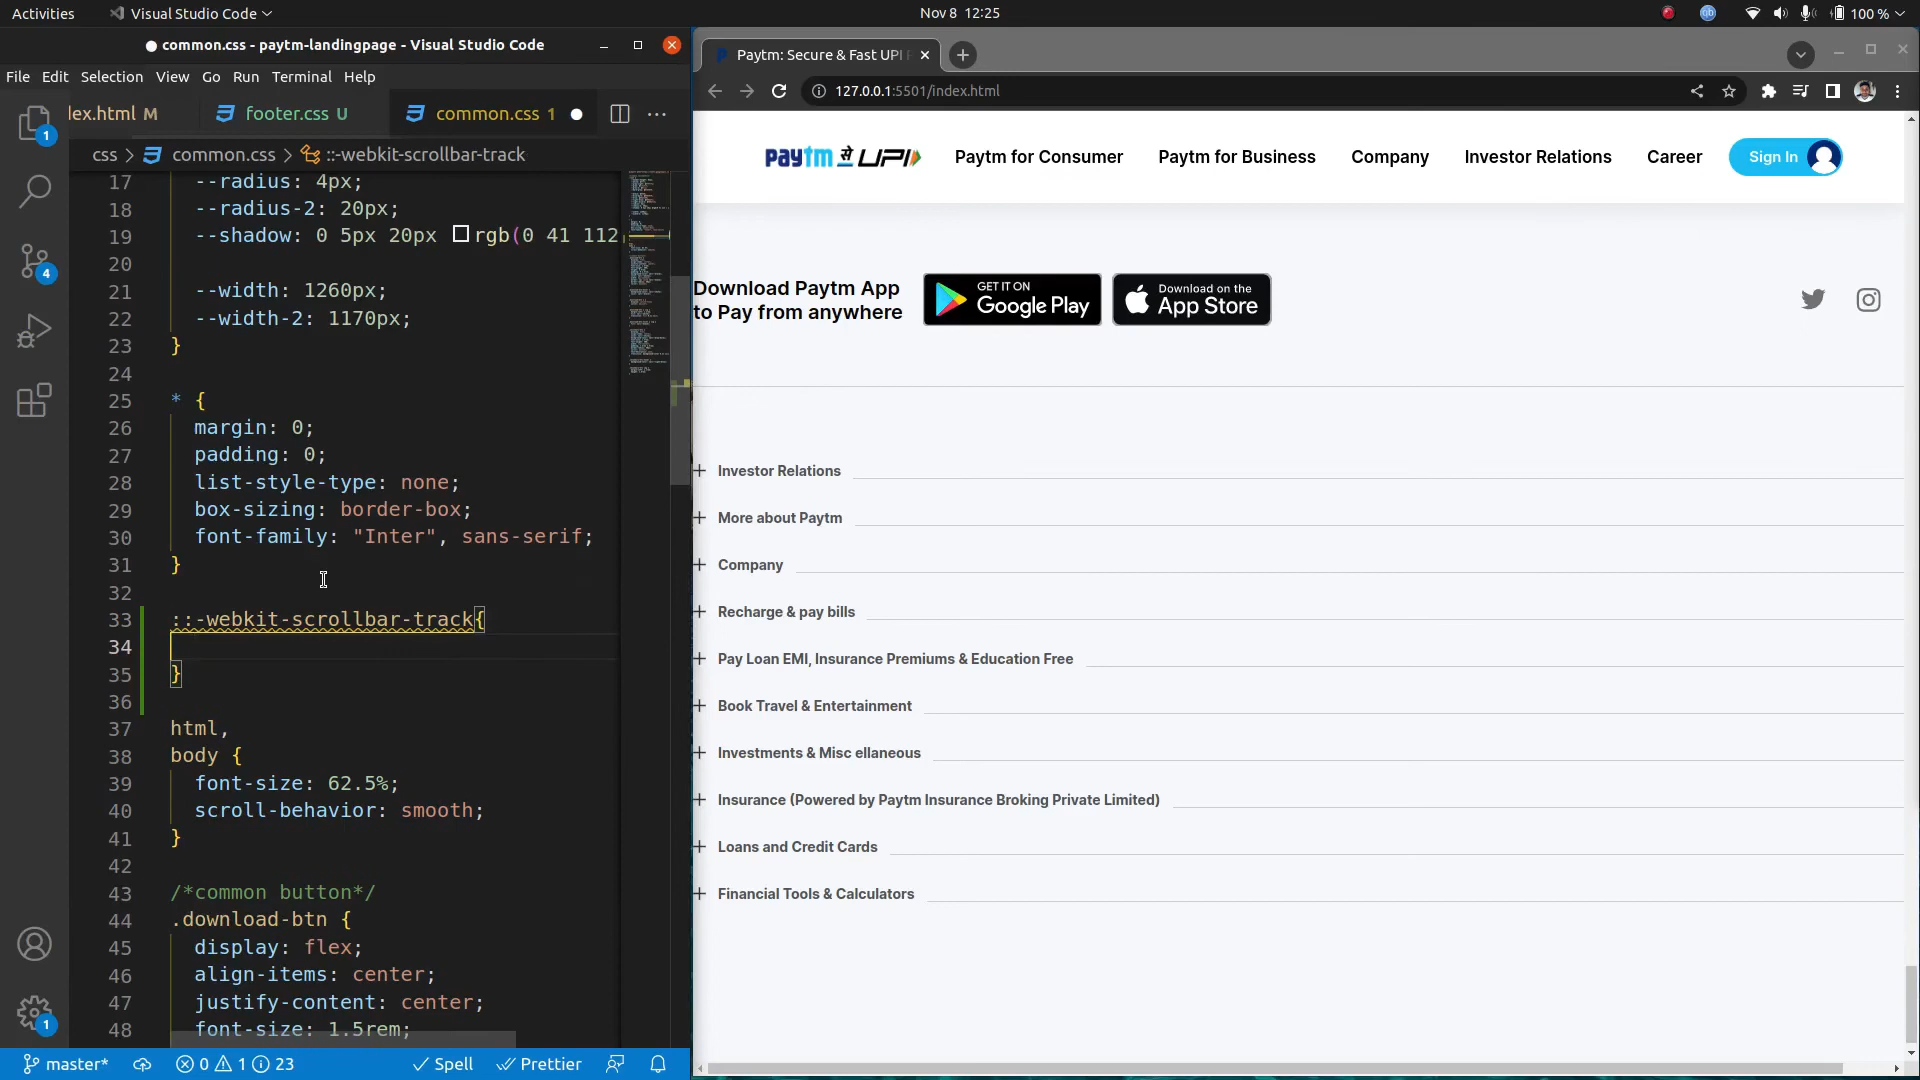 Activities
Visual Studio Code
Nov 8 12:25
100 %
common.css - paytm-landingpage - Visual Studio Code
File Edit Selection View Go Run Terminal Help
dex.html M
footer.css U
common.css 1
css > common.css > ::-webkit-scrollbar-track
17 --radius: 4px;
18 --radius-2: 20px;
19 --shadow: 0 5px 20px rgb(0 41 112
20
21 --width: 1260px;
22 --width-2: 1170px;
23 }
24
25 * {
26 margin: 0;
27 padding: 0;
28 list-style-type: none;
29 box-sizing: border-box;
30 font-family: "Inter", sans-serif;
31 }
32
33 ::-webkit-scrollbar-track{
34
35 }
36
37 html,
38 body {
39 font-size: 62.5%;
40 scroll-behavior: smooth;
41 }
42
43 /*common button*/
44 .download-btn {
45 display: flex;
46 align-items: center;
47 justify-content: center;
48 font-size: 1.5rem;
1
4
1
master*
0 1 23
Spell
Prettier
Paytm: Secure & Fast UPI
127.0.0.1:5501/index.html
paytm से UPI
Paytm for Consumer
Paytm for Business
Company
Investor Relations
Career
Sign In
Download Paytm App
to Pay from anywhere
GET IT ON
Google Play
Download on the
App Store
+ Investor Relations
+ More about Paytm
+ Company
+ Recharge & pay bills
+ Pay Loan EMI, Insurance Premiums & Education Free
+ Book Travel & Entertainment
+ Investments & Misc ellaneous
+ Insurance (Powered by Paytm Insurance Broking Private Limited)
+ Loans and Credit Cards
+ Financial Tools & Calculators